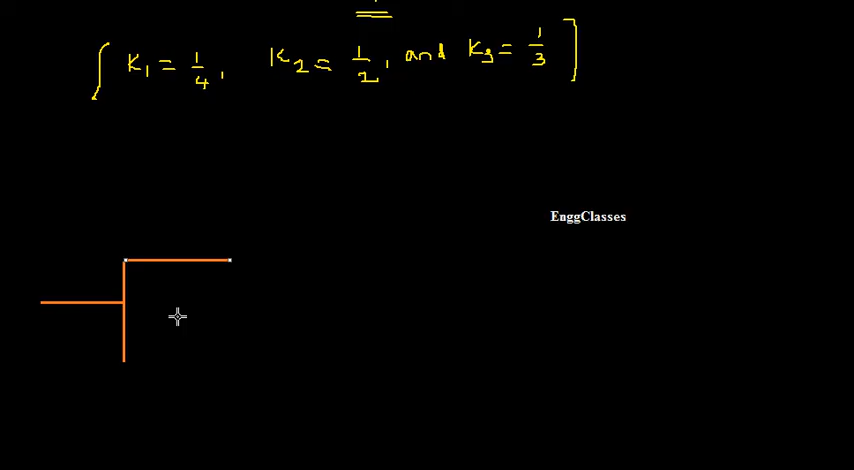 [ K1 = 1/4, K2 = 1/2, and K3 = 1/3 ]
EnggClasses